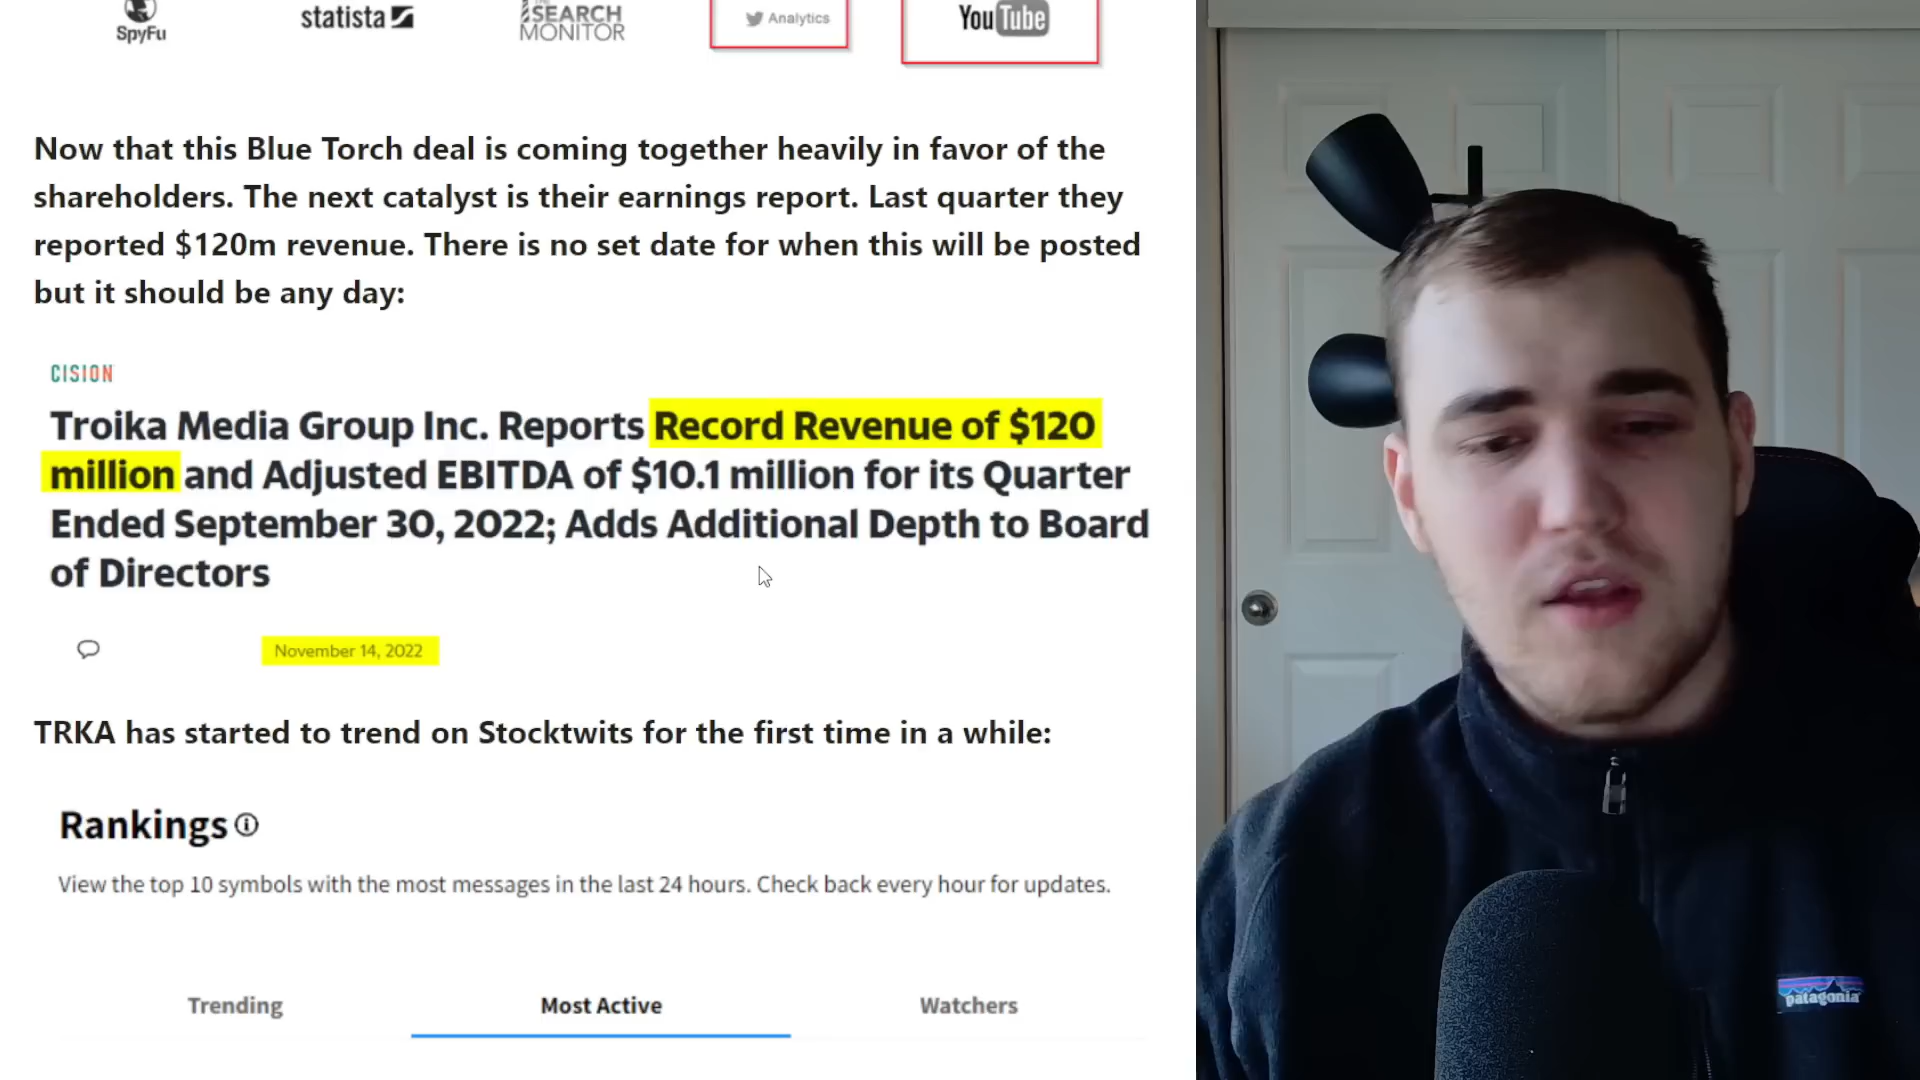 SpyFu
statista
SEARCH
MONITOR
Analytics
YouTube
Now that this Blue Torch deal is coming together heavily in favor of the
shareholders. The next catalyst is their earnings report. Last quarter they
reported $120m revenue. There is no set date for when this will be posted
but it should be any day:
CISION
Troika Media Group Inc. Reports Record Revenue of $120
million and Adjusted EBITDA of $10.1 million for its Quarter
Ended September 30, 2022; Adds Additional Depth to Board
of Directors
November 14, 2022
TRKA has started to trend on Stocktwits for the first time in a while:
Rankings
View the top 10 symbols with the most messages in the last 24 hours. Check back every hour for updates.
Trending
Most Active
Watchers
patagonia